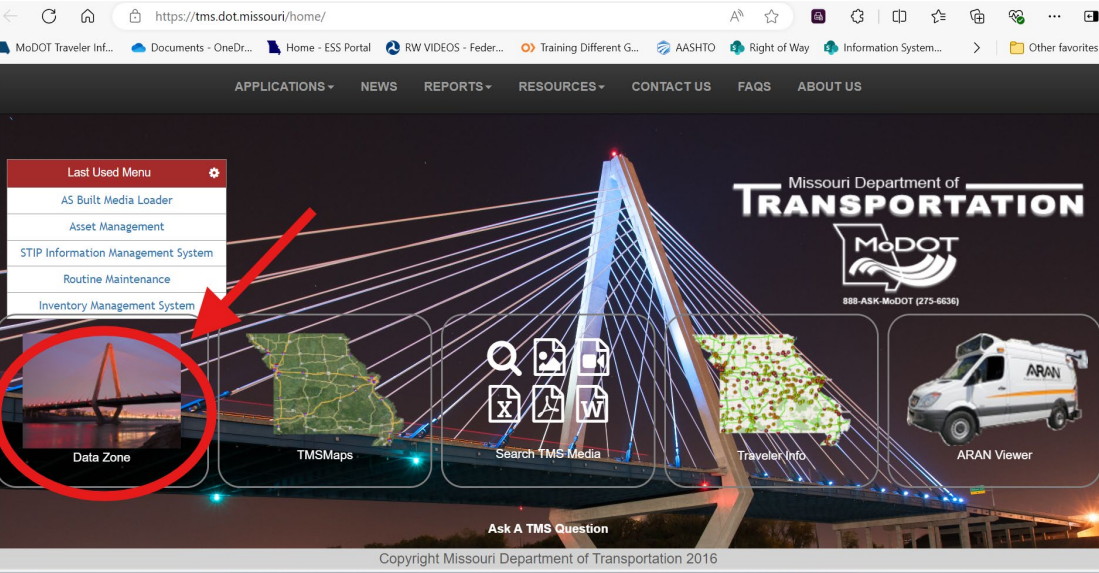 https://tms.dot.missouri/home/
MoDOT Traveler Inf...
Documents - OneDr...
Home - ESS Portal
RW VIDEOS - Feder...
Training Different G...
AASHTO
Right of Way
Information System...
Other favorites
APPLICATIONS
NEWS
REPORTS
RESOURCES
CONTACT US
FAQS
ABOUT US
Last Used Menu
AS Built Media Loader
Asset Management
STIP Information Management System
Routine Maintenance
Inventory Management System
Missouri Department of
TRANSPORTATION
MoDOT
888-ASK-MoDOT (275-6636)
Data Zone
TMSMaps
X
W
Search TMS Media
Traveler Info
ARAN
ARAN Viewer
Ask A TMS Question
Copyright Missouri Department of Transportation 2016